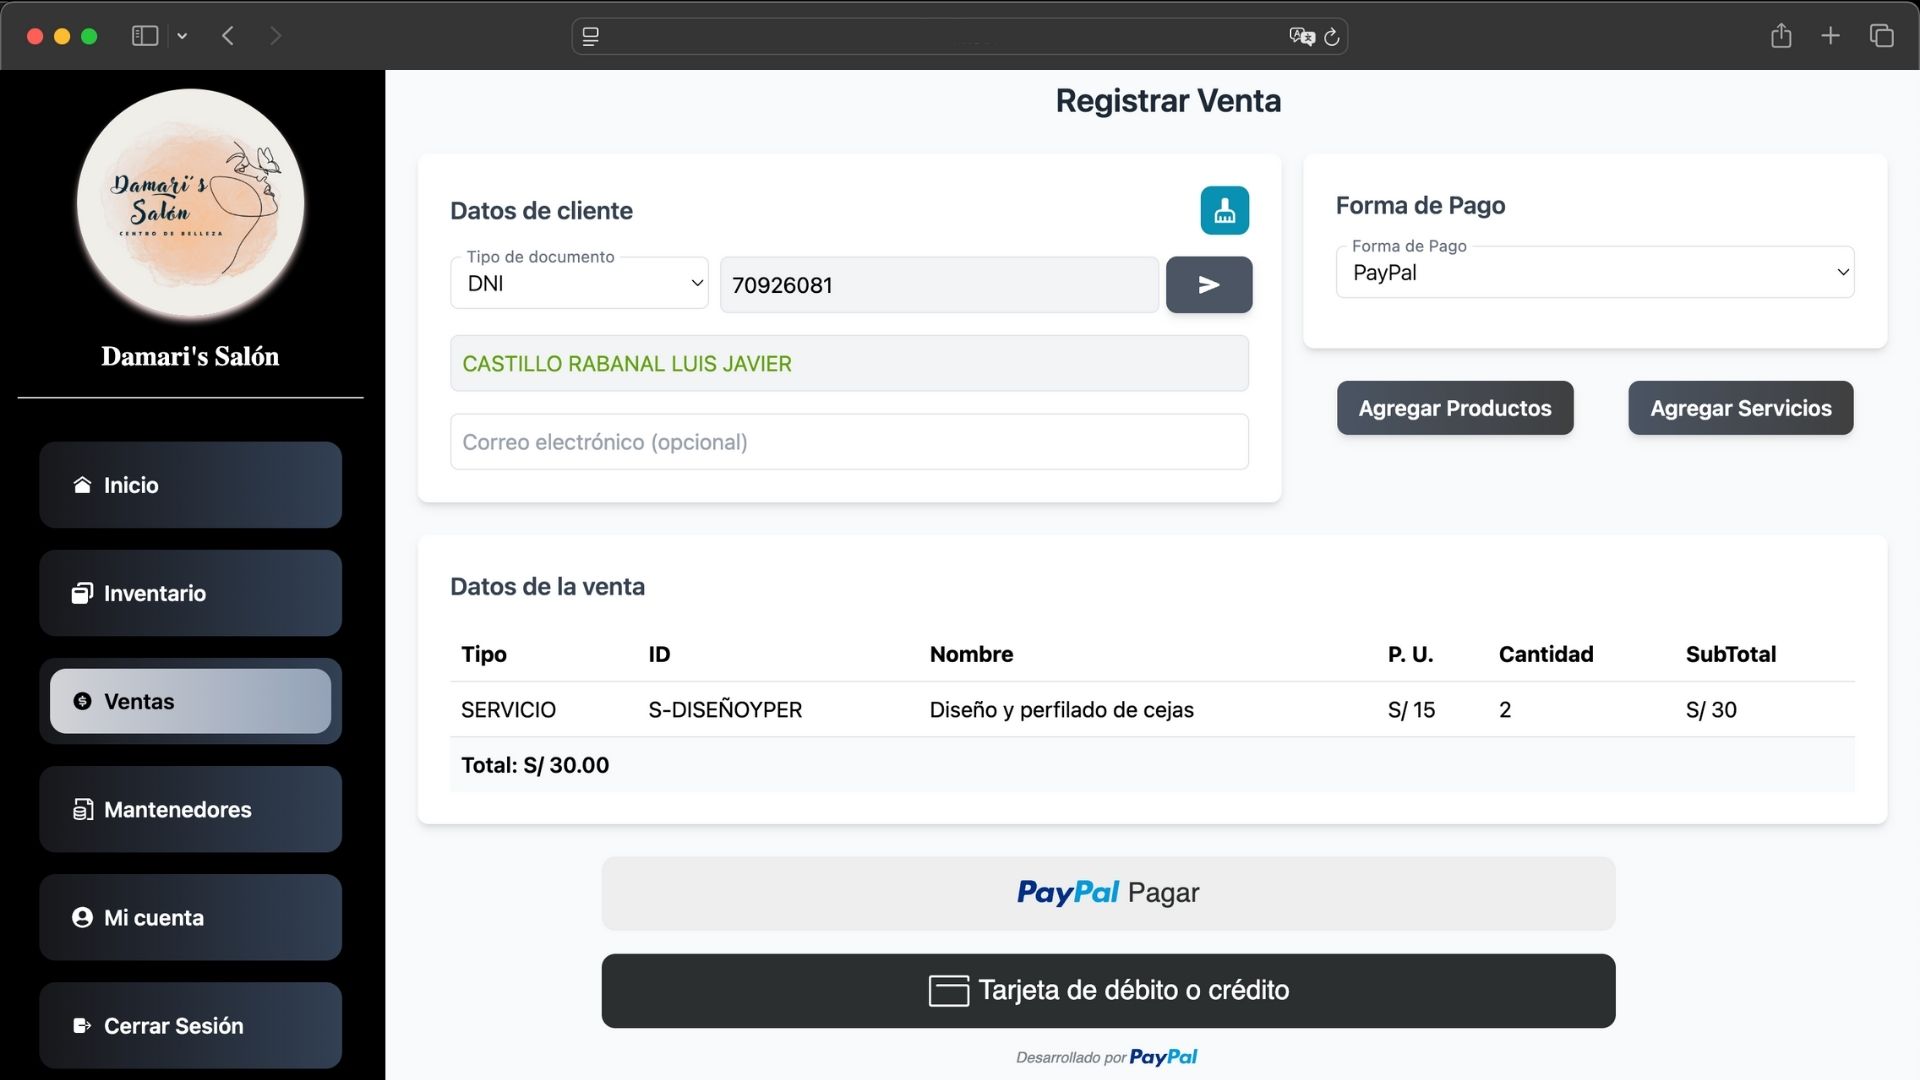 Damari's
Salón
CENTRO DE BELLEZA
Damari's Salón
Inicio
Inventario
Ventas
Mantenedores
Mi cuenta
Cerrar Sesión
Registrar Venta
Datos de cliente
Tipo de documento
DNI
70926081
CASTILLO RABANAL LUIS JAVIER
Correo electrónico (opcional)
Forma de Pago
Forma de Pago
PayPal
Agregar Productos Agregar Servicios
Datos de la venta
Tipo ID Nombre P. U. Cantidad SubTotal
SERVICIO S-DISEÑOYPER Diseño y perfilado de cejas S/ 15 2 S/ 30
Total: S/ 30.00
PayPal Pagar
Tarjeta de débito o crédito
Desarrollado por PayPal